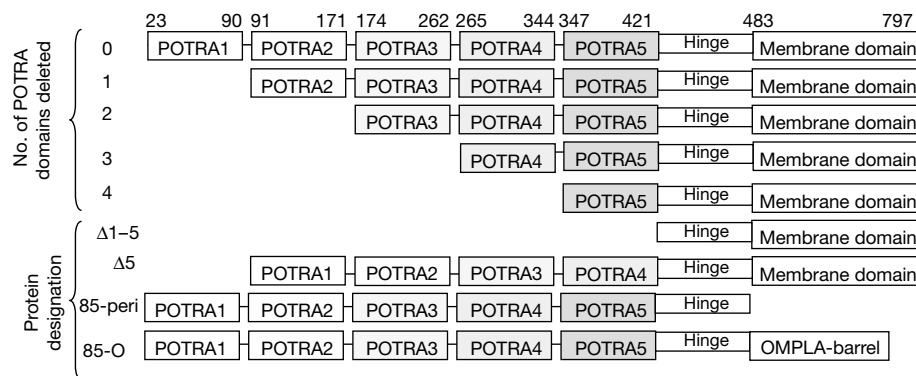 23 90 91 171 174 262 265 344 347 421 483 797
No. of POTRA
domains deleted
0 POTRA1 POTRA2 POTRA3 POTRA4 POTRA5 Hinge Membrane domain
1 POTRA2 POTRA3 POTRA4 POTRA5 Hinge Membrane domain
2 POTRA3 POTRA4 POTRA5 Hinge Membrane domain
3 POTRA4 POTRA5 Hinge Membrane domain
4 POTRA5 Hinge Membrane domain
Protein
designation
Δ1–5 Hinge Membrane domain
Δ5 POTRA1 POTRA2 POTRA3 POTRA4 Hinge Membrane domain
85-peri POTRA1 POTRA2 POTRA3 POTRA4 POTRA5 Hinge
85-O POTRA1 POTRA2 POTRA3 POTRA4 POTRA5 Hinge OMPLA-barrel